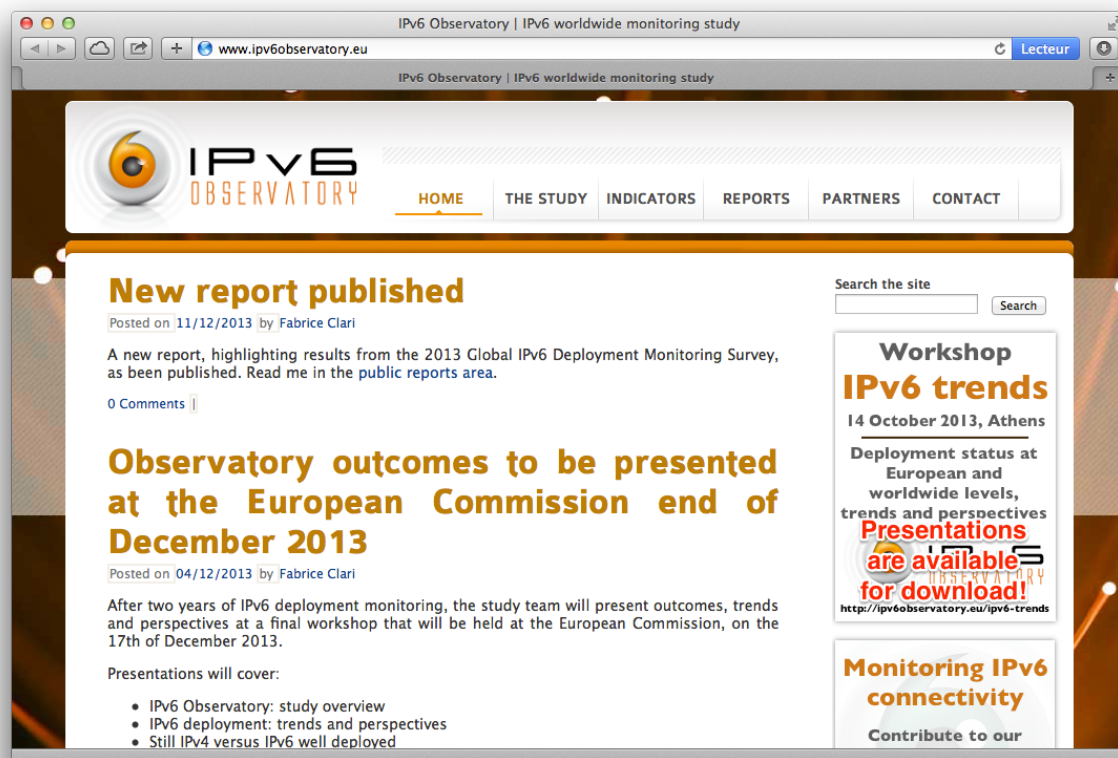 IPv6 Observatory | IPv6 worldwide monitoring study
www.ipv6observatory.eu
Lecteur
IPv6 Observatory | IPv6 worldwide monitoring study
IPv6
OBSERVATORY
HOME THE STUDY INDICATORS REPORTS PARTNERS CONTACT
New report published
Posted on 11/12/2013 by Fabrice Clari
A new report, highlighting results from the 2013 Global IPv6 Deployment Monitoring Survey,
as been published. Read me in the public reports area.
0 Comments |
Observatory outcomes to be presented
at the European Commission end of
December 2013
Posted on 04/12/2013 by Fabrice Clari
After two years of IPv6 deployment monitoring, the study team will present outcomes, trends
and perspectives at a final workshop that will be held at the European Commission, on the
17th of December 2013.
Presentations will cover:
• IPv6 Observatory: study overview
• IPv6 deployment: trends and perspectives
• Still IPv4 versus IPv6 well deployed
Search the site
Search
Workshop
IPv6 trends
14 October 2013, Athens
Deployment status at
European and
worldwide levels,
trends and perspectives
Presentations
are available
for download!
IPv6
OBSERVATORY
http://ipv6observatory.eu/ipv6-trends
Monitoring IPv6
connectivity
Contribute to our